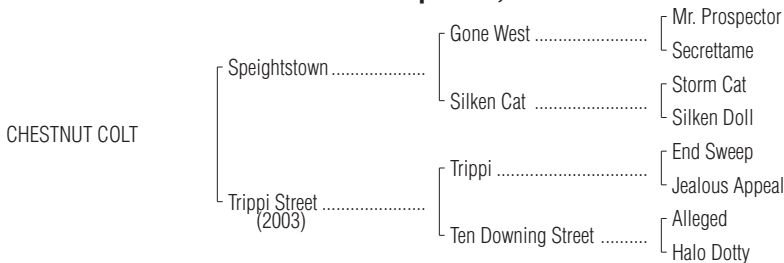 Mr. Prospector
Gone West ........................
Secrettame
Speightstown ....................
Storm Cat
Silken Cat ........................
Silken Doll
CHESTNUT COLT
End Sweep
Trippi ................................
Jealous Appeal
Trippi Street ......................
(2003)
Alleged
Ten Downing Street ..........
Halo Dotty